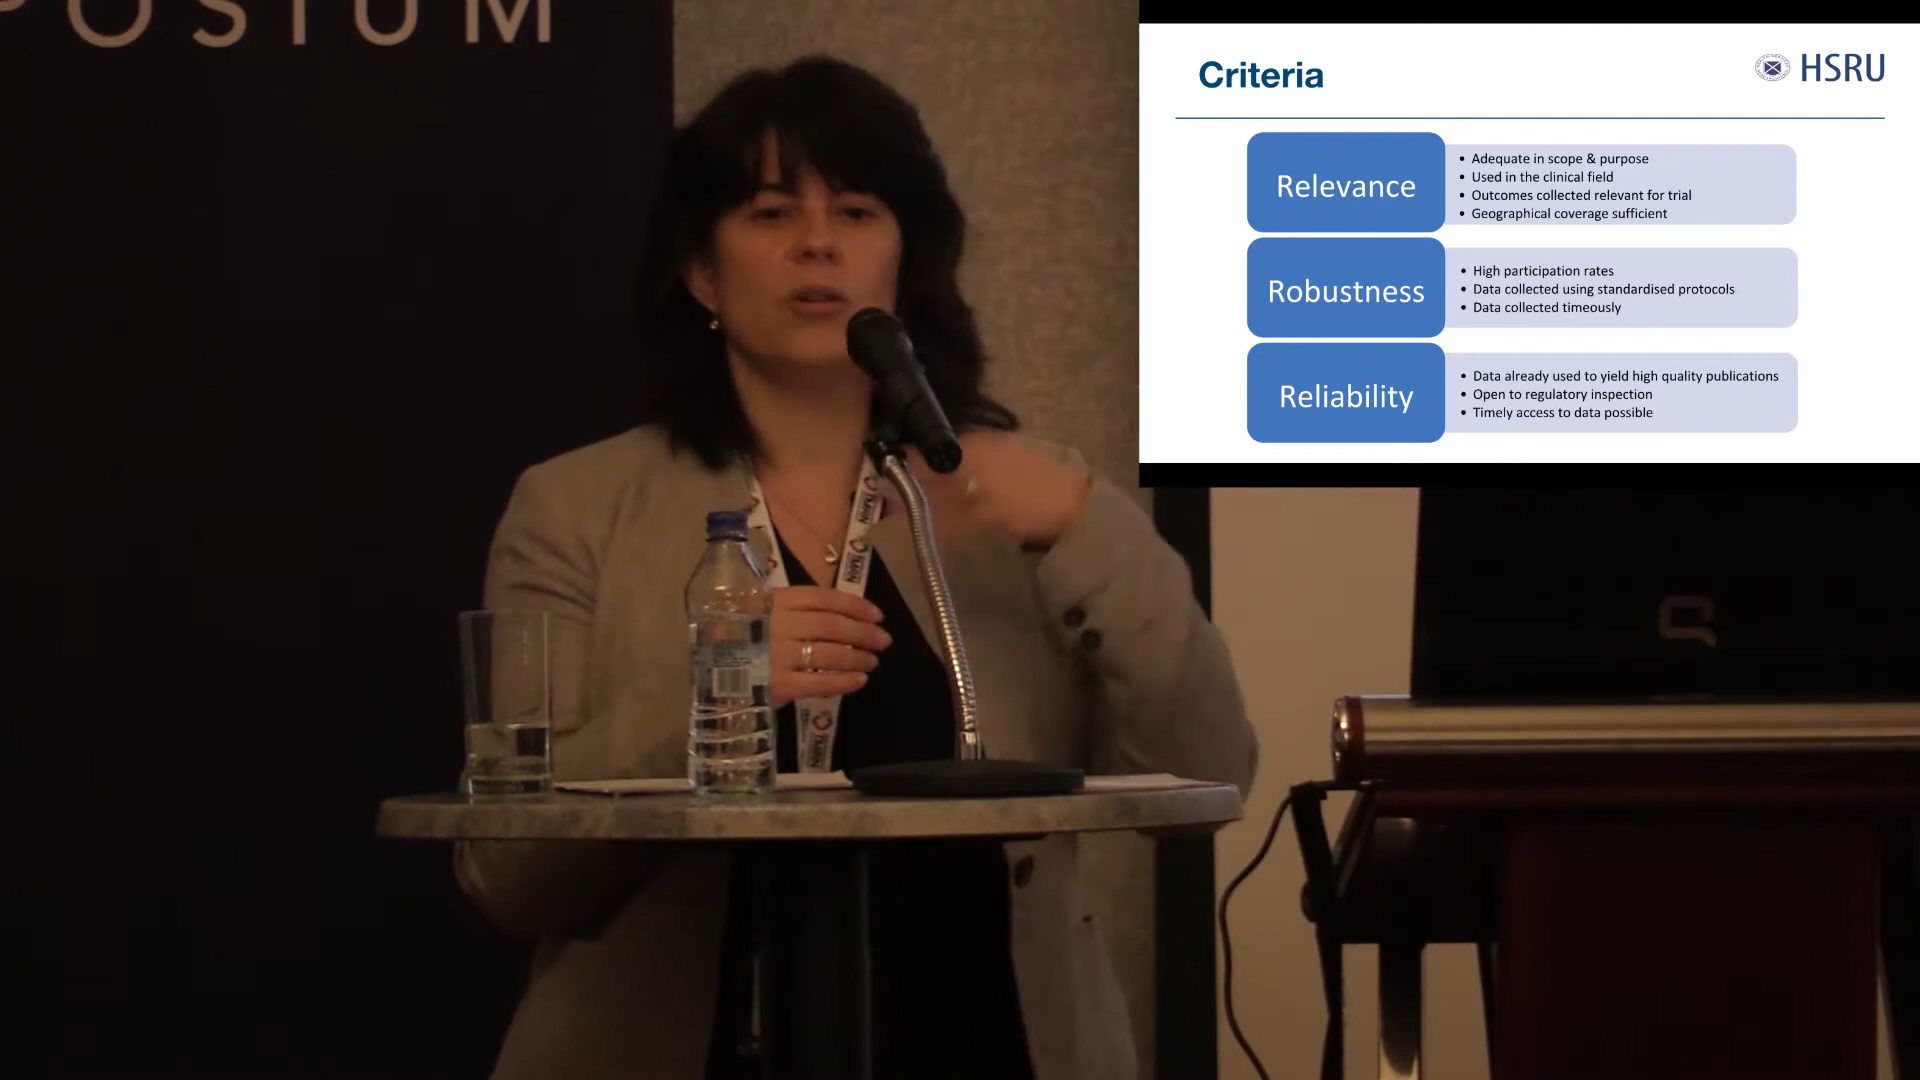 POSIUM
Criteria
HSRU
Relevance
• Adequate in scope & purpose
• Used in the clinical field
• Outcomes collected relevant for trial
• Geographical coverage sufficient
Robustness
• High participation rates
• Data collected using standardised protocols
• Data collected timeously
Reliability
• Data already used to yield high quality publications
• Open to regulatory inspection
• Timely access to data possible